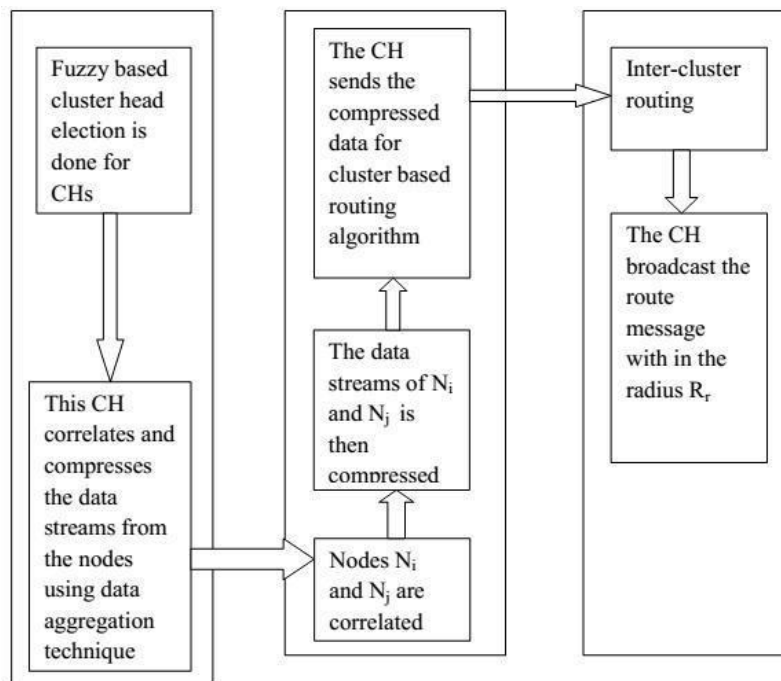 Fuzzy based
cluster head
election is
done for
CHs
This CH
correlates and
compresses
the data
streams from
the nodes
using data
aggregation
technique
Nodes Ni
and Nj are
correlated
The data
streams of Ni
and Nj is
then
compressed
The CH
sends the
compressed
data for
cluster based
routing
algorithm
Inter-cluster
routing
The CH
broadcast the
route
message
with in the
radius Rr